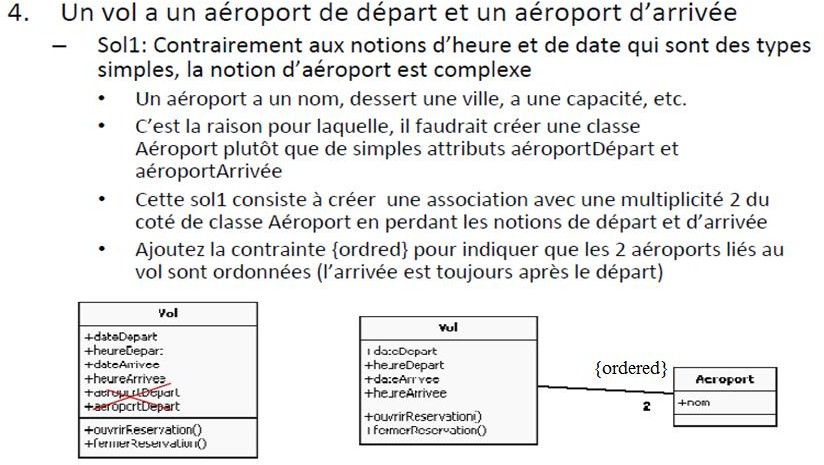 4. Un vol a un aéroport de départ et un aéroport d'arrivée
– Sol1: Contrairement aux notions d'heure et de date qui sont des types
simples, la notion d'aéroport est complexe
• Un aéroport a un nom, dessert une ville, a une capacité, etc.
• C'est la raison pour laquelle, il faudrait créer une classe
Aéroport plutôt que de simples attributs aéroportDépart et
aéroportArrivée
• Cette sol1 consiste à créer une association avec une multiplicité 2 du
coté de classe Aéroport en perdant les notions de départ et d'arrivée
• Ajoutez la contrainte {ordred} pour indiquer que les 2 aéroports liés au
vol sont ordonnées (l'arrivée est toujours après le départ)
Vol
+dateDepart
+heureDepart
+dateArrivee
+heureArrivee
+aeroportDepart
+aeroportDepart
+ouvrirReservation()
+fermerReservation()
Vol
+dateDepart
+heureDepart
+dateArrivee
+heureArrivee
+ouvrirReservation()
+fermerReservation()
{ordered}
2
Aeroport
+nom